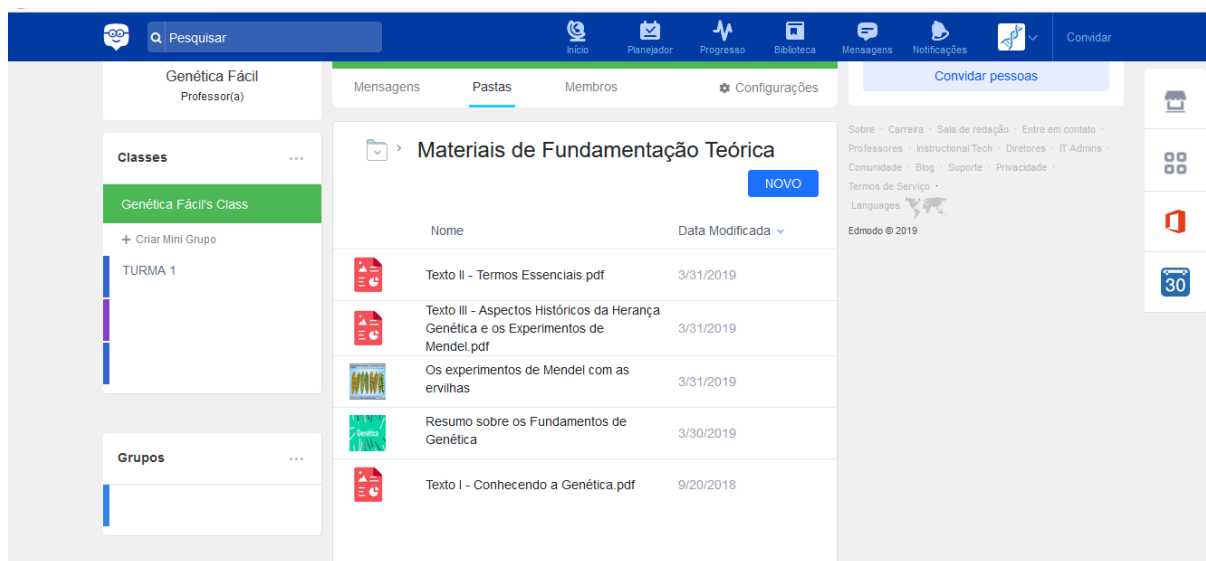 Pesquisar
Início
Planejador
Progresso
Biblioteca
Mensagens
Notificações
Convidar
Genética Fácil
Professor(a)
Classes
Genética Fácil's Class
+ Criar Mini Grupo
TURMA 1
Grupos
Mensagens
Pastas
Membros
Configurações
Materiais de Fundamentação Teórica
NOVO
Nome
Data Modificada
Texto II - Termos Essenciais.pdf
3/31/2019
Texto III - Aspectos Históricos da Herança
Genética e os Experimentos de
Mendel.pdf
3/31/2019
Os experimentos de Mendel com as
ervilhas
3/31/2019
Genética
Resumo sobre os Fundamentos de
Genética
3/30/2019
Texto I - Conhecendo a Genética.pdf
9/20/2018
Convidar pessoas
Sobre · Carreira · Sala de redação · Entre em contato ·
Professores · Instructional Tech · Diretores · IT Admins ·
Comunidade · Blog · Suporte · Privacidade ·
Termos de Serviço ·
Languages
Edmodo © 2019
30